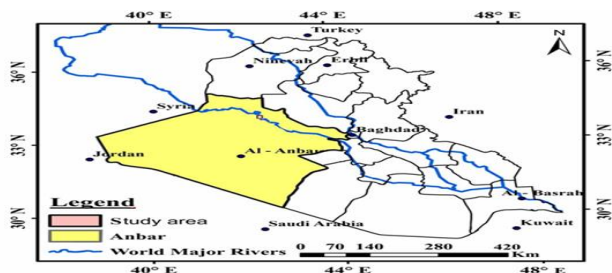 40° E 44° E 48° E
Turkey
N
Ninevah Erbil
36° N 36° N
Syria Iran
Baghdad
33° N 33° N
Jordan Al - Anbar
Al - Basrah
Legend
Study area
30° N Saudi Arabia Kuwait 30° N
Anbar
0 70 140 280 420
World Major Rivers Km
40° E 44° E 48° E